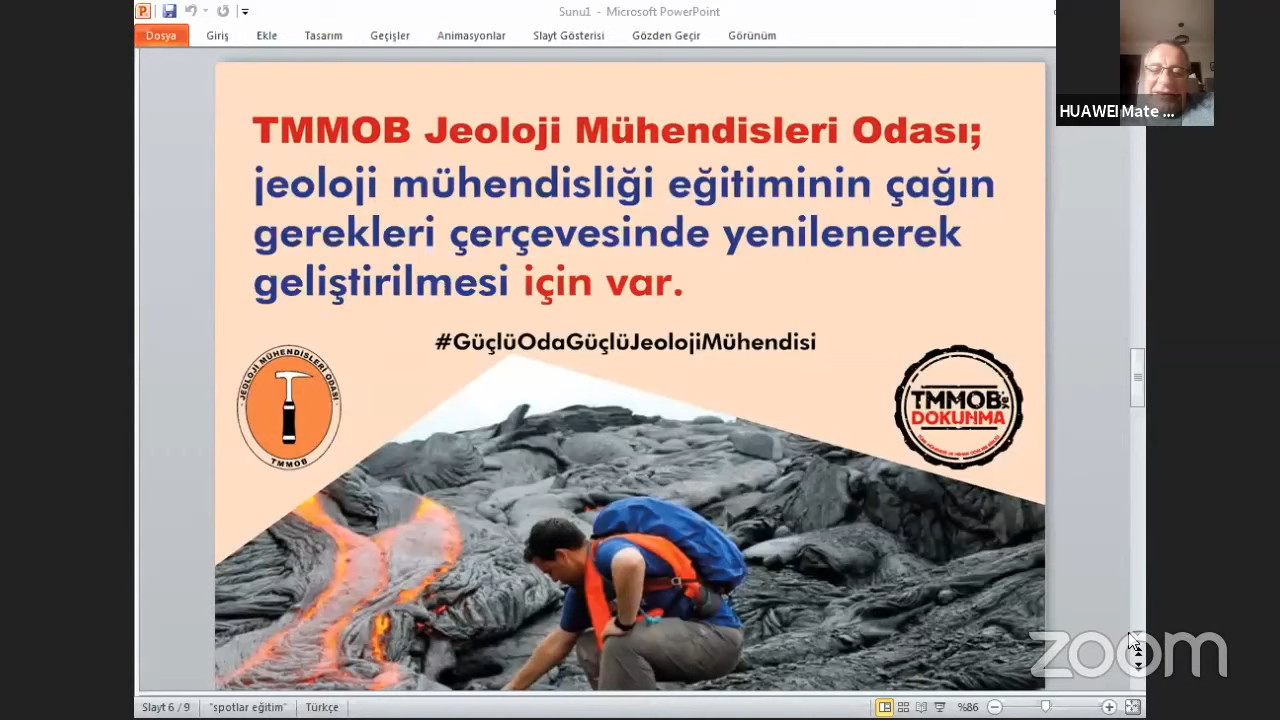 Sunu1 - Microsoft PowerPoint
Dosya Giriş Ekle Tasarım Geçişler Animasyonlar Slayt Gösterisi Gözden Geçir Görünüm
HUAWEI Mate ...
TMMOB Jeoloji Mühendisleri Odası;
jeoloji mühendisliği eğitiminin çağın
gerekleri çerçevesinde yenilenerek
geliştirilmesi için var.
#GüçlüOdaGüçlüJeolojiMühendisi
JEOLOJİ MÜHENDİSLERİ ODASI
TMMOB
TMMOB'ye
DOKUNMA
zoom
Slayt 6 / 9 "spotlar eğitim" Türkçe %86